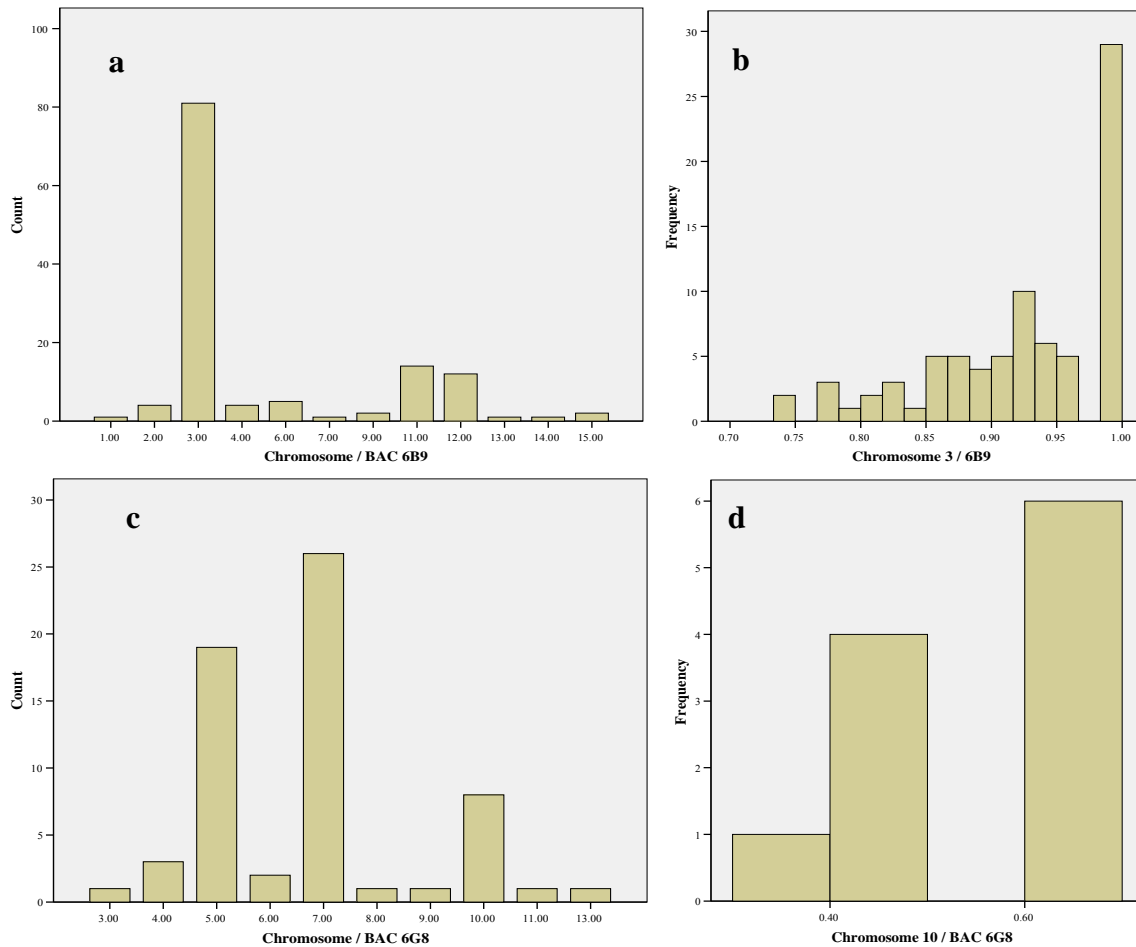 a
100
80
60
40
20
0
Count
1.00 2.00 3.00 4.00 6.00 7.00 9.00 11.00 12.00 13.00 14.00 15.00
Chromosome / BAC 6B9
b
30
25
20
15
10
5
0
Frequency
0.70 0.75 0.80 0.85 0.90 0.95 1.00
Chromosome 3 / 6B9
c
30
25
20
15
10
5
0
Count
3.00 4.00 5.00 6.00 7.00 8.00 9.00 10.00 11.00 13.00
Chromosome / BAC 6G8
d
6
5
4
3
2
1
0
Frequency
0.40 0.60
Chromosome 10 / BAC 6G8